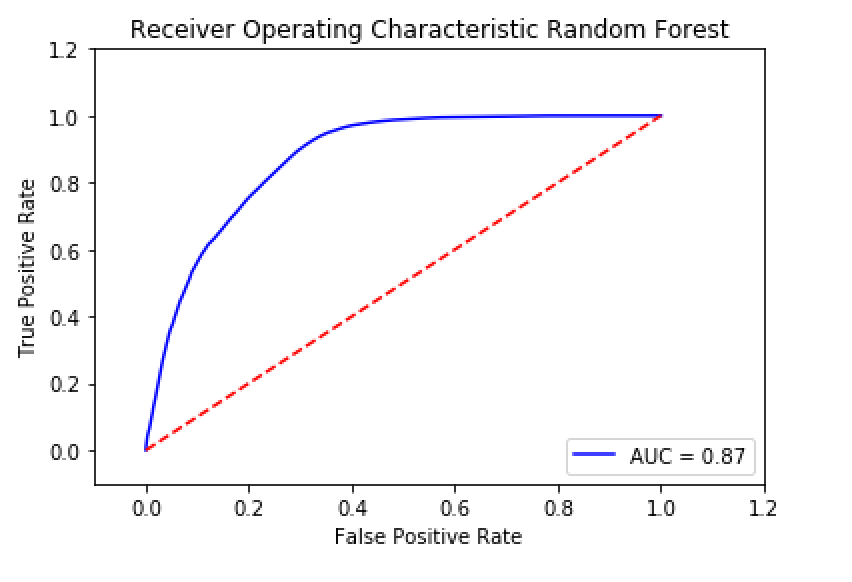 Receiver Operating Characteristic Random Forest
1.2
1.0
0.8
0.6
0.4
0.2
0.0
True Positive Rate
AUC = 0.87
0.0 0.2 0.4 0.6 0.8 1.0 1.2
False Positive Rate